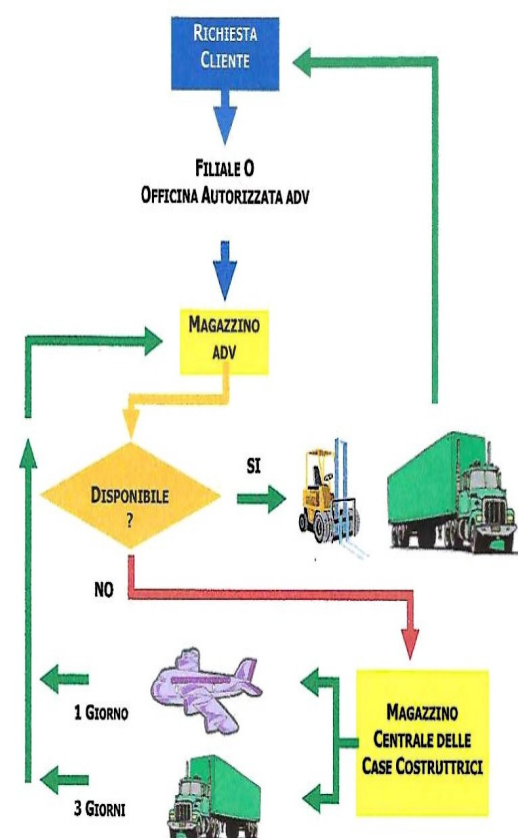 RICHIESTA
CLIENTE
FILIALE O
OFFICINA AUTORIZZATA ADV
MAGAZZINO
ADV
DISPONIBILE
?
SI
NO
1 GIORNO
3 GIORNI
MAGAZZINO
CENTRALE DELLE
CASE COSTRUTTRICI